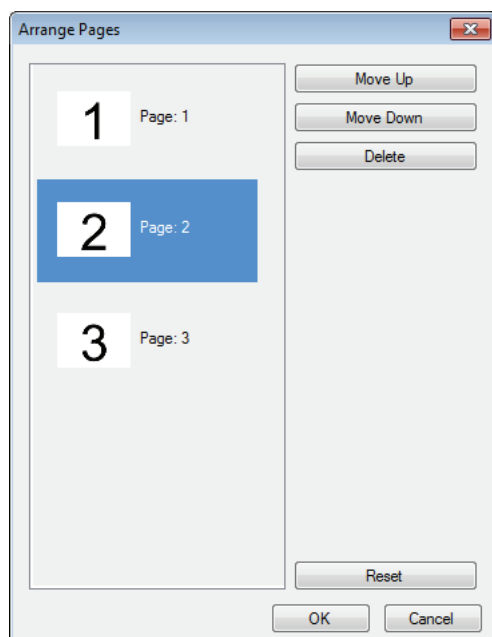 Arrange Pages
1 Page: 1
2 Page: 2
3 Page: 3
Move Up
Move Down
Delete
Reset
OK Cancel